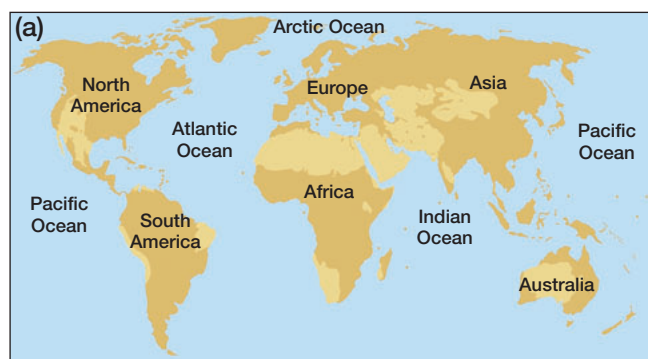 (a)
Arctic Ocean
North
America
Europe
Asia
Atlantic
Ocean
Pacific
Ocean
Africa
Pacific
Ocean
South
America
Indian
Ocean
Australia